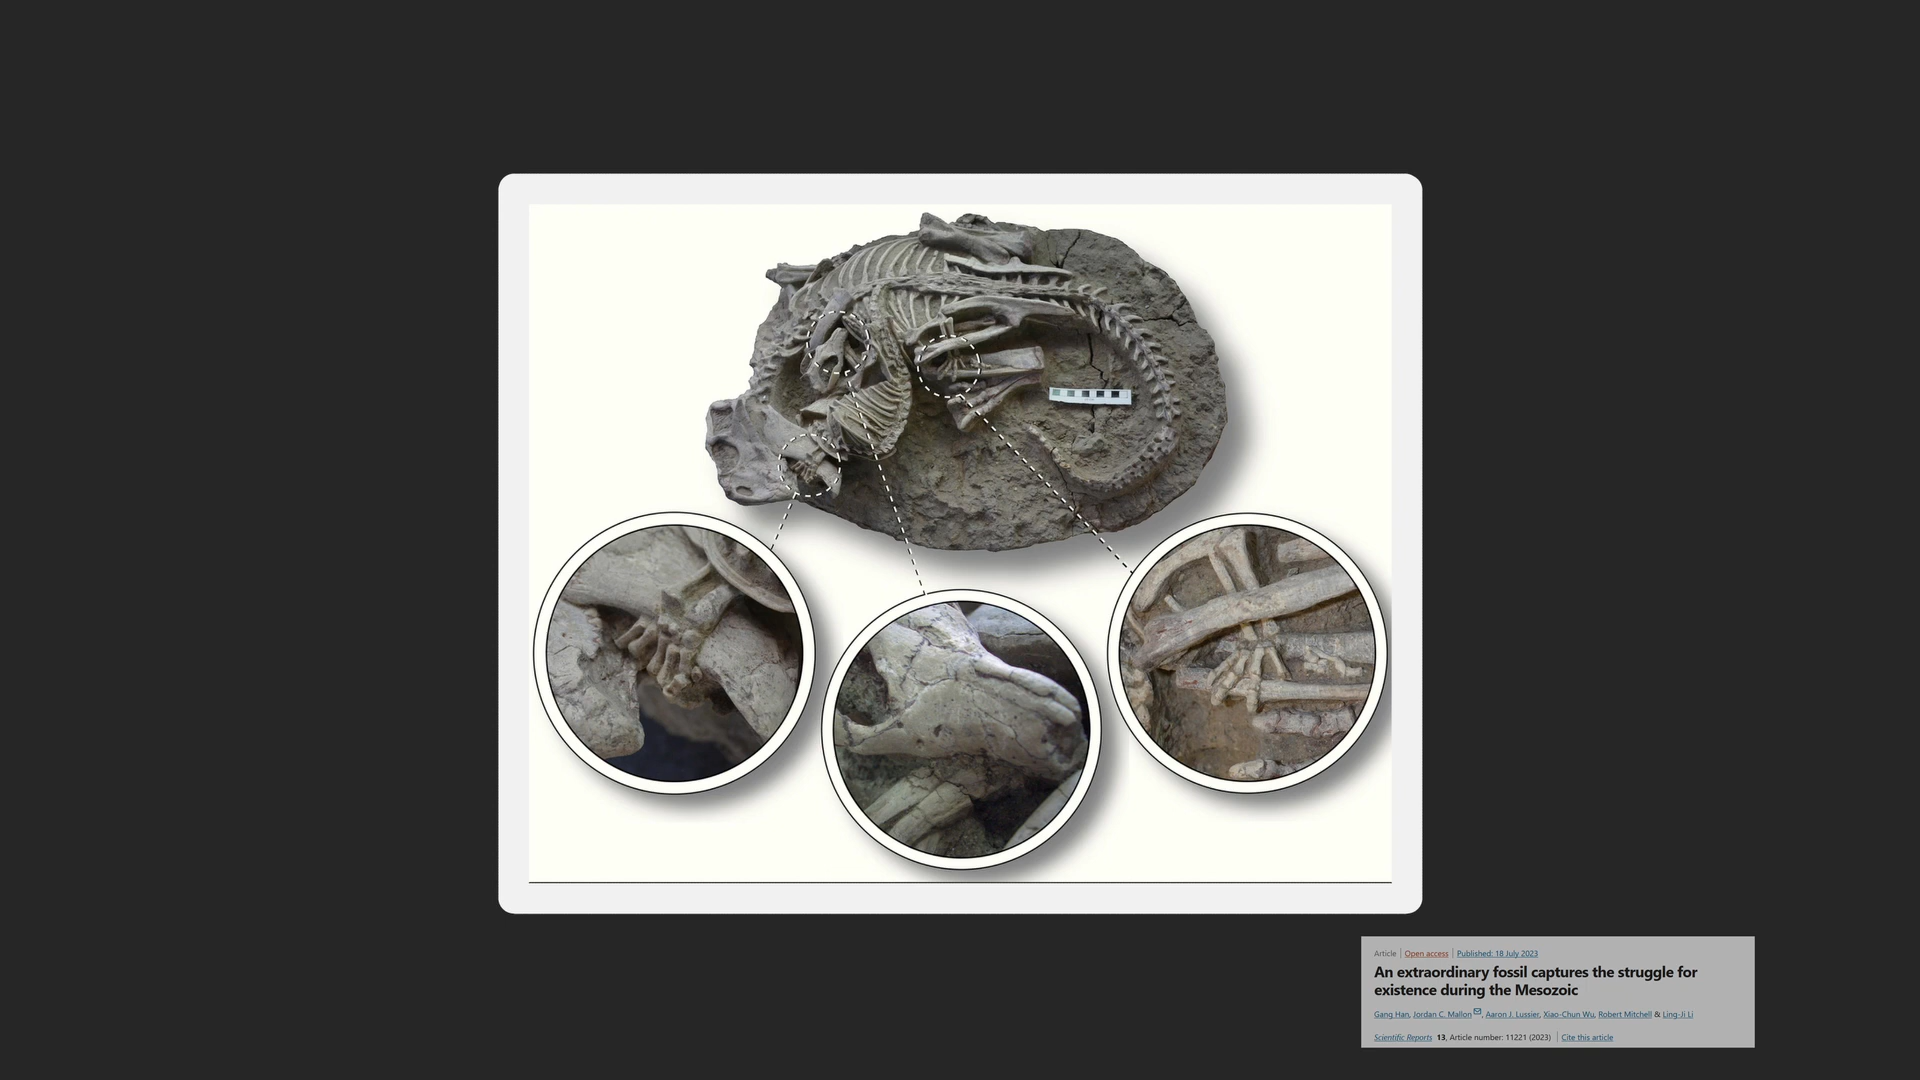 Article | Open access | Published: 18 July 2023
An extraordinary fossil captures the struggle for
existence during the Mesozoic
Gang Han, Jordan C. Mallon, Aaron J. Lussier, Xiao-Chun Wu, Robert Mitchell & Ling-Ji Li
Scientific Reports 13, Article number: 11221 (2023) | Cite this article